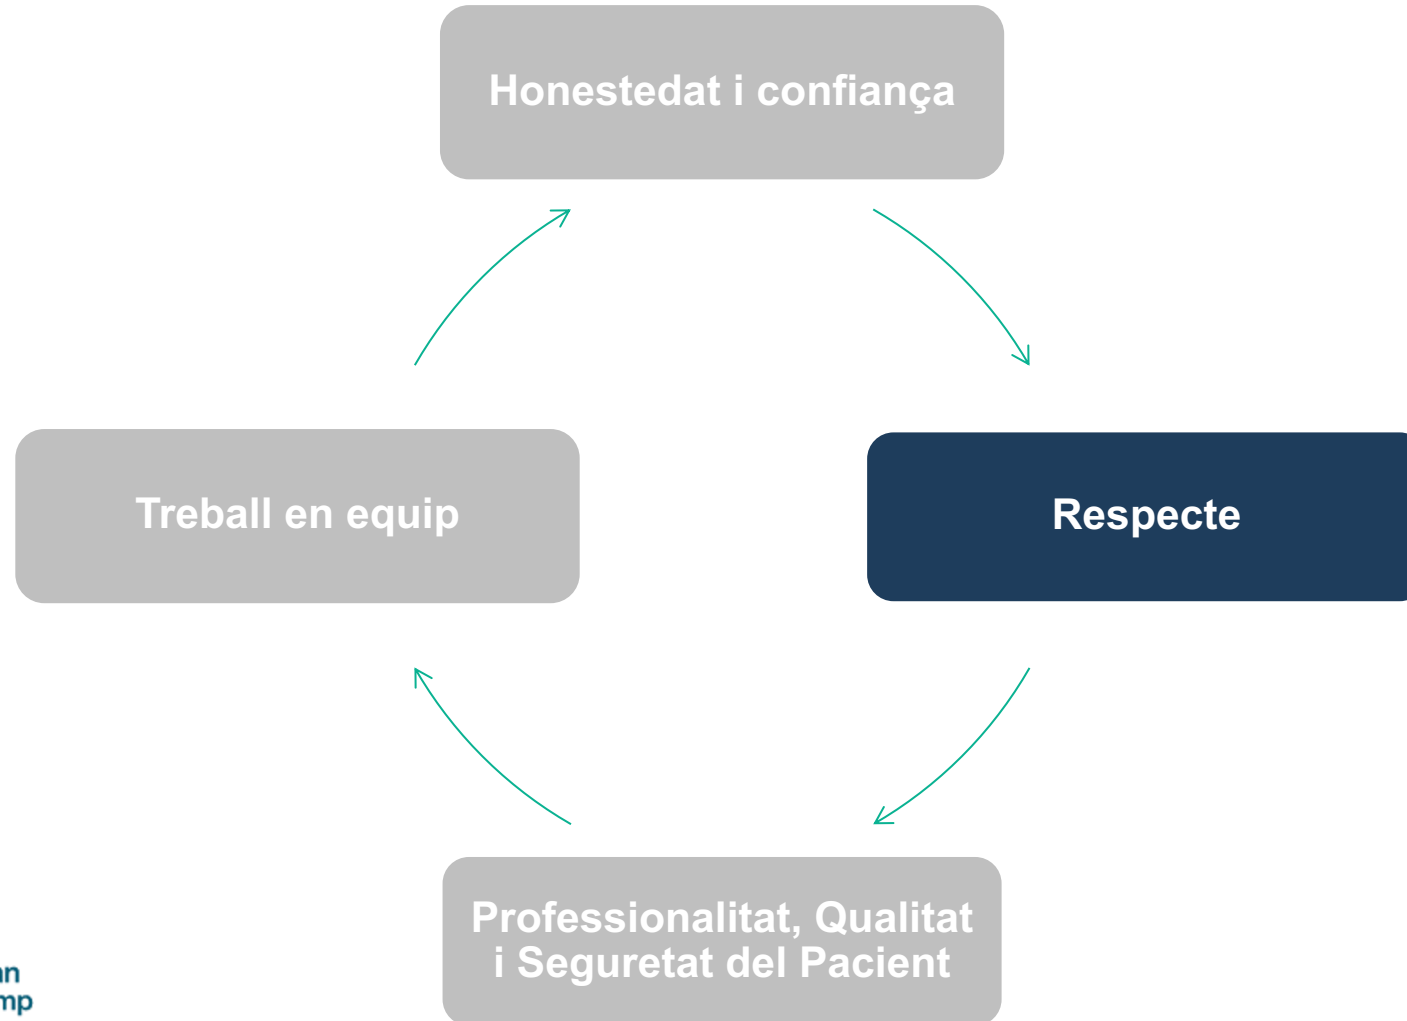 Honestedat i confiança
Treball en equip
Respecte
Professionalitat, Qualitat
i Seguretat del Pacient